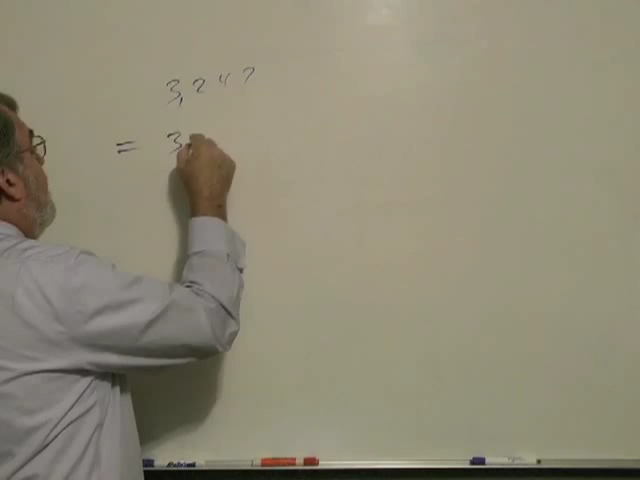 3,247
= 3